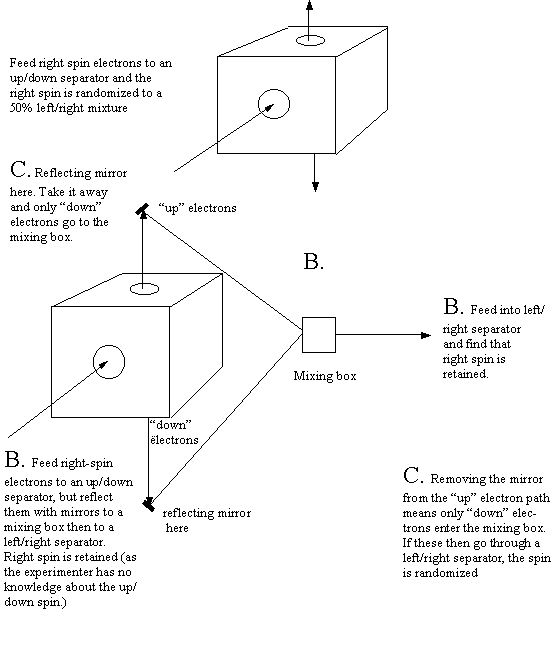 Feed right spin electrons to an
up/down separator and the
right spin is randomized to a
50% left/right mixture
C. Reflecting mirror
here. Take it away
and only “down”
electrons go to the
mixing box.
“up” electrons
B.
B. Feed into left/
right separator
and find that
right spin is
retained.
Mixing box
“down”
electrons
B. Feed right-spin
electrons to an up/down
separator, but reflect
them with mirrors to a
mixing box then to a
left/right separator.
Right spin is retained (as
the experimenter has no
knowledge about the up/
down spin.)
reflecting mirror
here
C. Removing the mirror
from the “up” electron path
means only “down” elec-
trons enter the mixing box.
If these then go through a
left/right separator, the spin
is randomized